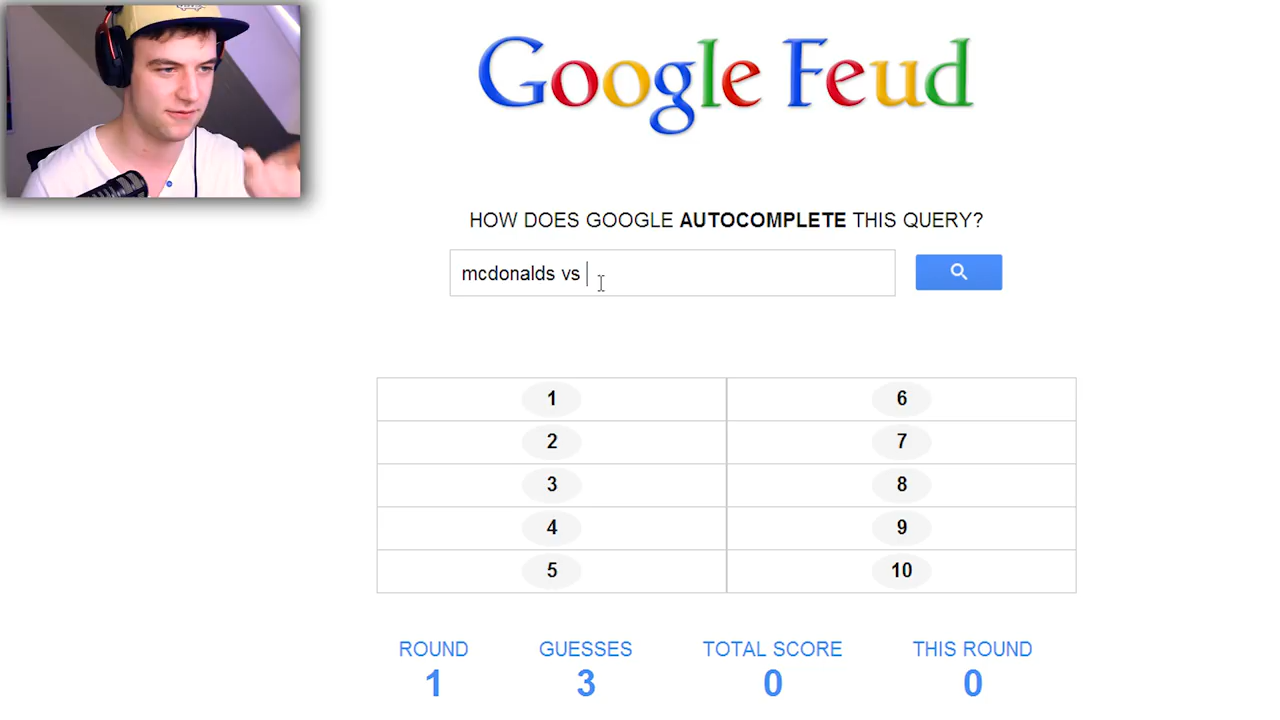 Google Feud
HOW DOES GOOGLE AUTOCOMPLETE THIS QUERY?
mcdonalds vs
1 6
2 7
3 8
4 9
5 10
ROUND GUESSES TOTAL SCORE THIS ROUND
1 3 0 0